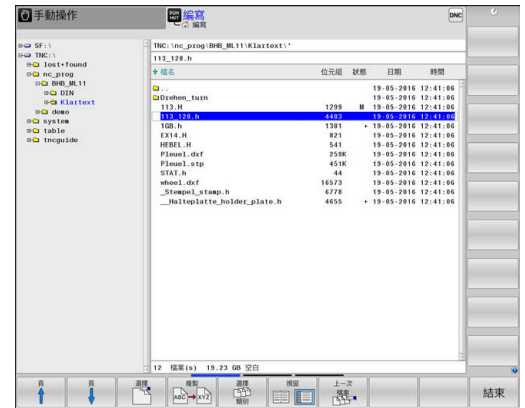 手動操作
PGM
MGT
編寫
編寫
DNC
SF:\
TNC:\
lost+found
nc_prog
BHB_ML11
DIN
Klartext
demo
system
table
tncguide
TNC:\nc_prog\BHB_ML11\Klartext\*
113_128.h
檔名 位元組 狀態 日期 時間
.. 19-05-2016 12:41:06
Drehen_turn 19-05-2016 12:41:06
113.H 1299 M 19-05-2016 12:41:06
113_128.h 4483 19-05-2016 12:41:06
1GB.h 1381 + 19-05-2016 12:41:06
EX14.H 821 19-05-2016 12:41:06
HEBEL.H 541 19-05-2016 12:41:06
Pleuel.dxf 259K 19-05-2016 12:41:06
Pleuel.stp 451K 19-05-2016 12:41:06
STAT.h 44 19-05-2016 12:41:06
wheel.dxf 16573 19-05-2016 12:41:06
_Stempel_stamp.h 6778 19-05-2016 12:41:06
__Halteplatte_holder_plate.h 4655 + 19-05-2016 12:41:06
12 檔案(s) 19.23 GB 空白
頁
頁
選擇
複製
ABC→XYZ
選擇
類別
視窗
上一次
檔案
結束